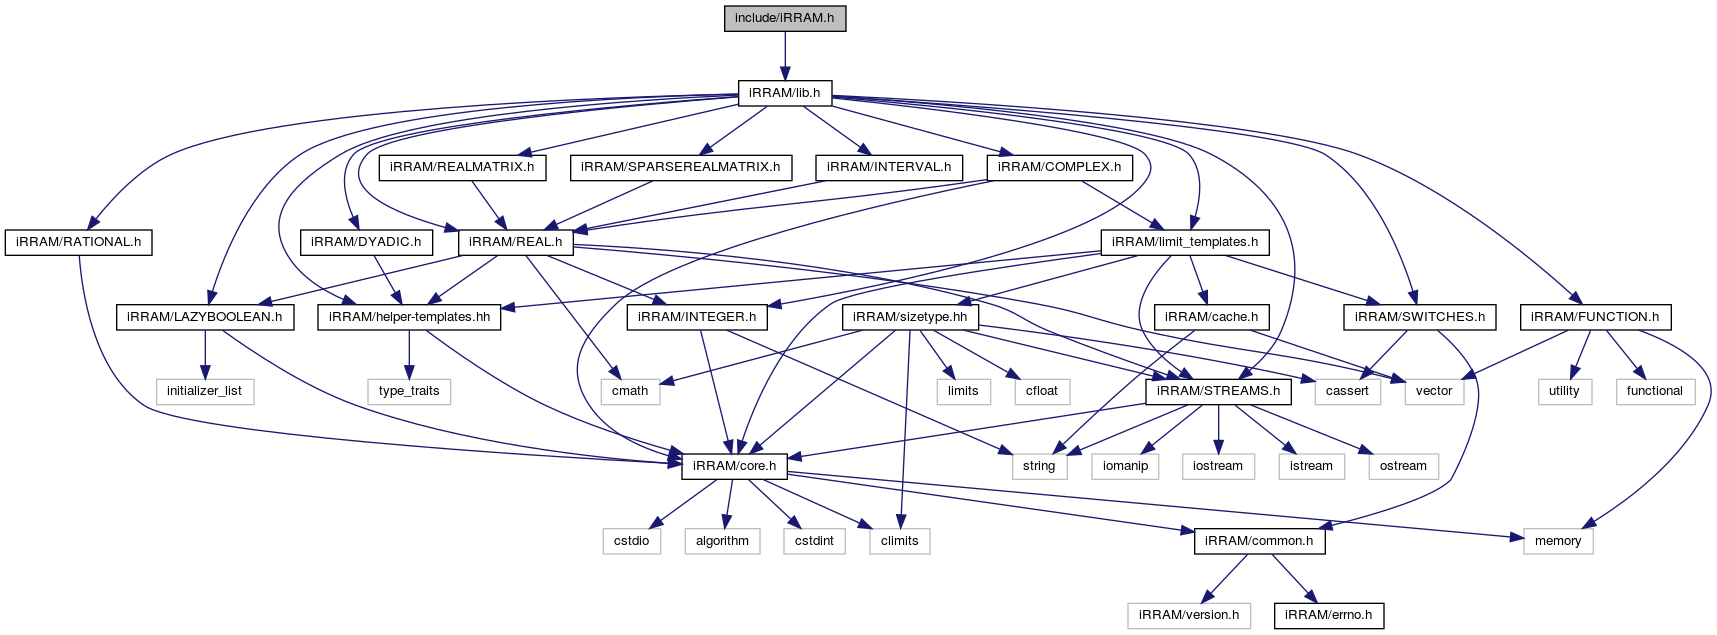 include/iRRAM.h
iRRAM/lib.h
iRRAM/REALMATRIX.h
iRRAM/SPARSEREALMATRIX.h
iRRAM/INTERVAL.h
iRRAM/COMPLEX.h
iRRAM/RATIONAL.h
iRRAM/DYADIC.h
iRRAM/REAL.h
iRRAM/limit_templates.h
iRRAM/LAZYBOOLEAN.h
iRRAM/helper-templates.hh
iRRAM/INTEGER.h
iRRAM/sizetype.hh
iRRAM/cache.h
iRRAM/SWITCHES.h
iRRAM/FUNCTION.h
initializer_list
type_traits
cmath
limits
cfloat
iRRAM/STREAMS.h
cassert
vector
utility
functional
iRRAM/core.h
string
iomanip
iostream
istream
ostream
cstdio
algorithm
cstdint
climits
iRRAM/common.h
memory
iRRAM/version.h
iRRAM/errno.h